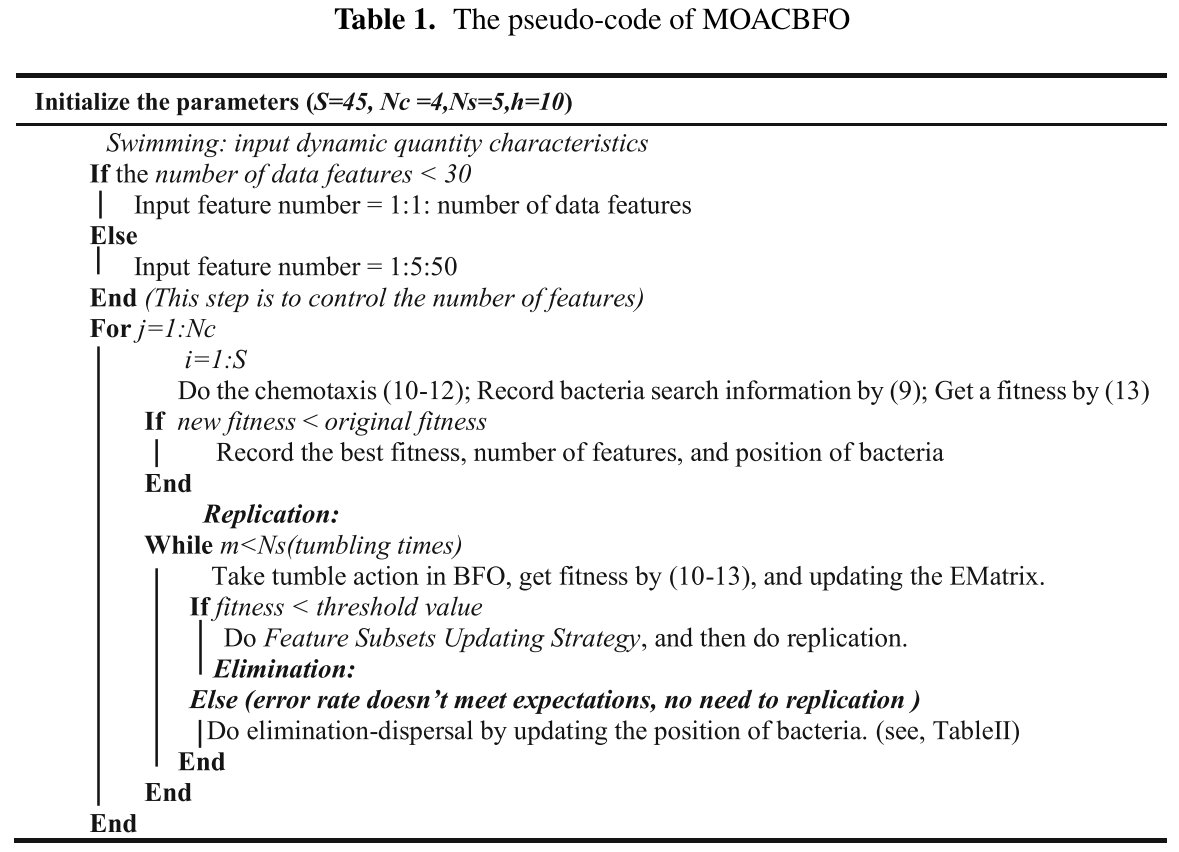 Table 1. The pseudo-code of MOACBFO
Initialize the parameters (S=45, Nc =4,Ns=5,h=10)
Swimming: input dynamic quantity characteristics
If the number of data features < 30
Input feature number = 1:1: number of data features
Else
Input feature number = 1:5:50
End (This step is to control the number of features)
For j=1:Nc
i=1:S
Do the chemotaxis (10-12); Record bacteria search information by (9); Get a fitness by (13)
If new fitness < original fitness
Record the best fitness, number of features, and position of bacteria
End
Replication:
While m<Ns(tumbling times)
Take tumble action in BFO, get fitness by (10-13), and updating the EMatrix.
If fitness < threshold value
Do Feature Subsets Updating Strategy, and then do replication.
Elimination:
Else (error rate doesn't meet expectations, no need to replication )
Do elimination-dispersal by updating the position of bacteria. (see, TableII)
End
End
End